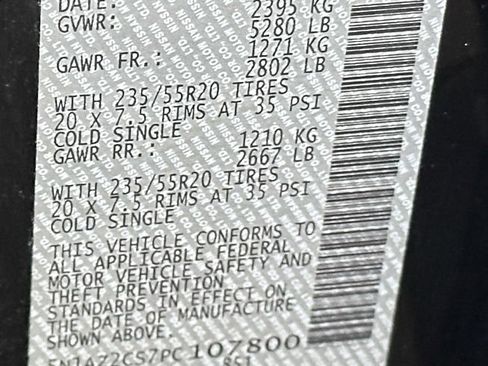 DATE: 2395 KG
GVWR: 5280 LB
1271 KG
GAWR FR.: 2802 LB
WITH 235/55R20 TIRES
20 X 7.5 RIMS AT 35 PSI
COLD SINGLE 1210 KG
GAWR RR.: 2667 LB
WITH 235/55R20 TIRES
20 X 7.5 RIMS AT 35 PSI
COLD SINGLE
THIS VEHICLE CONFORMS TO
ALL APPLICABLE FEDERAL
MOTOR VEHICLE SAFETY AND
THEFT PREVENTION
STANDARDS IN EFFECT ON
THE DATE OF MANUFACTURE
SHOWN ABOVE.
5N1AZ2CS7PC107800